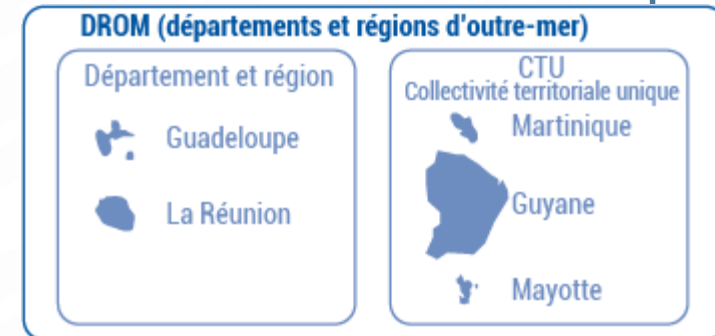 DROM (départements et régions d'outre-mer)
Département et région
Guadeloupe
La Réunion
CTU
Collectivité territoriale unique
Martinique
Guyane
Mayotte